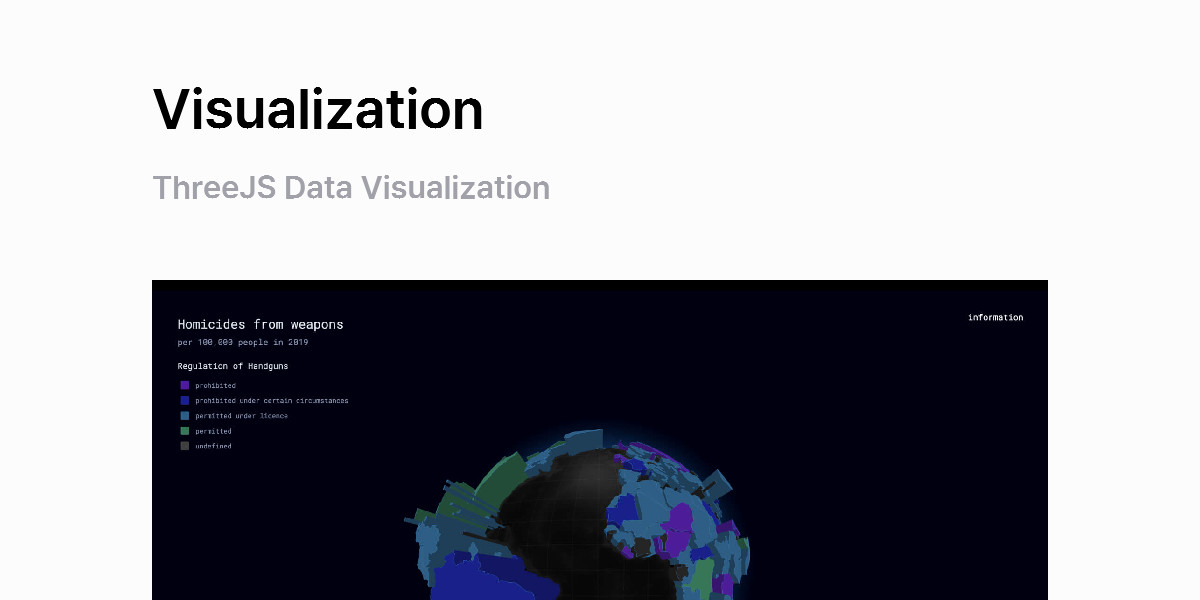 Visualization
ThreeJS Data Visualization
Homicides from weapons
information
per 100 000 people in 2019
Regulation of Handguns
prohibited
prohibited under certain circumstances
permitted under licence
permitted
undefined